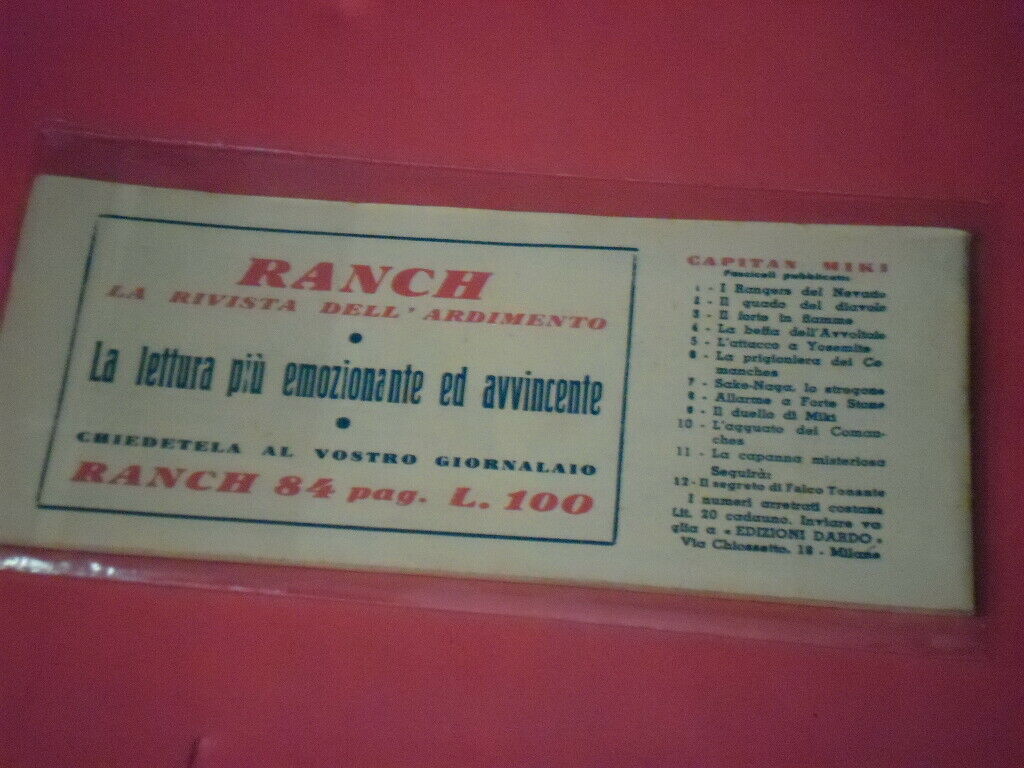 RANCH
LA RIVISTA DELL'ARDIMENTO
La lettura più emozionante ed avvincente
CHIEDETELA AL VOSTRO GIORNALAIO
RANCH 84 pag. L. 100
CAPITAN MIKI
Fascicoli pubblicati:
1 - I Rangers del Nevada
2 - Il guado del diavolo
3 - Il forte in fiamme
4 - La beffa dell'Avvoltoio
5 - L'attacco a Yosemite
6 - La prigioniera dei Co
manches
7 - Sake-Naga, lo stregone
8 - Allarme a Forte Stone
9 - Il duello di Miki
10 - L'agguato dei Coman-
ches
11 - La capanna misteriosa
Seguirà:
12 - Il segreto di Falco Tonante
I numeri arretrati costano
Lit. 20 cadauno. Inviare va
glia a « EDIZIONI DARDO »
Via Chiossetto, 18 - Milano